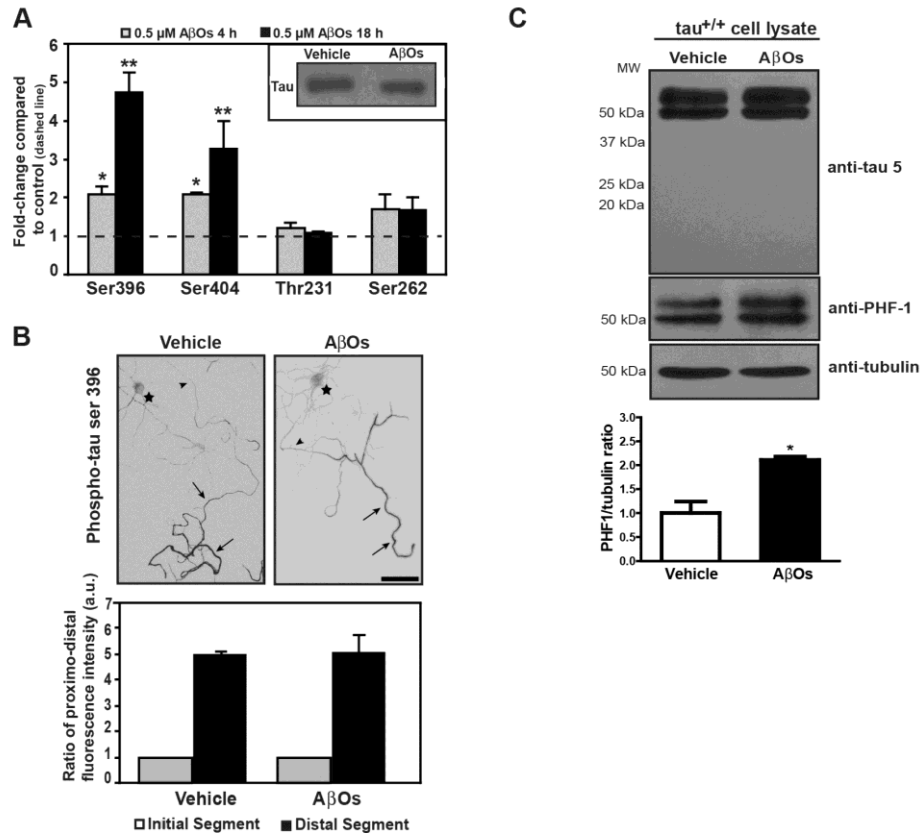 A
0.5 µM AβOs 4 h
0.5 µM AβOs 18 h
Fold-change compared
to control (dashed line)
6
5
4
3
2
1
0
*
**
*
**
Vehicle
AβOs
Tau
Ser396
Ser404
Thr231
Ser262
B
Vehicle
AβOs
Phospho-tau ser 396
Ratio of proximo-distal
fluorescence intensity (a.u.)
7
6
5
4
3
2
1
0
Vehicle
AβOs
Initial Segment
Distal Segment
C
tau+/+ cell lysate
MW
Vehicle
AβOs
50 kDa
37 kDa
25 kDa
20 kDa
anti-tau 5
50 kDa
anti-PHF-1
50 kDa
anti-tubulin
PHF1/tubulin ratio
3.0
2.5
2.0
1.5
1.0
0.5
0.0
*
Vehicle
AβOs